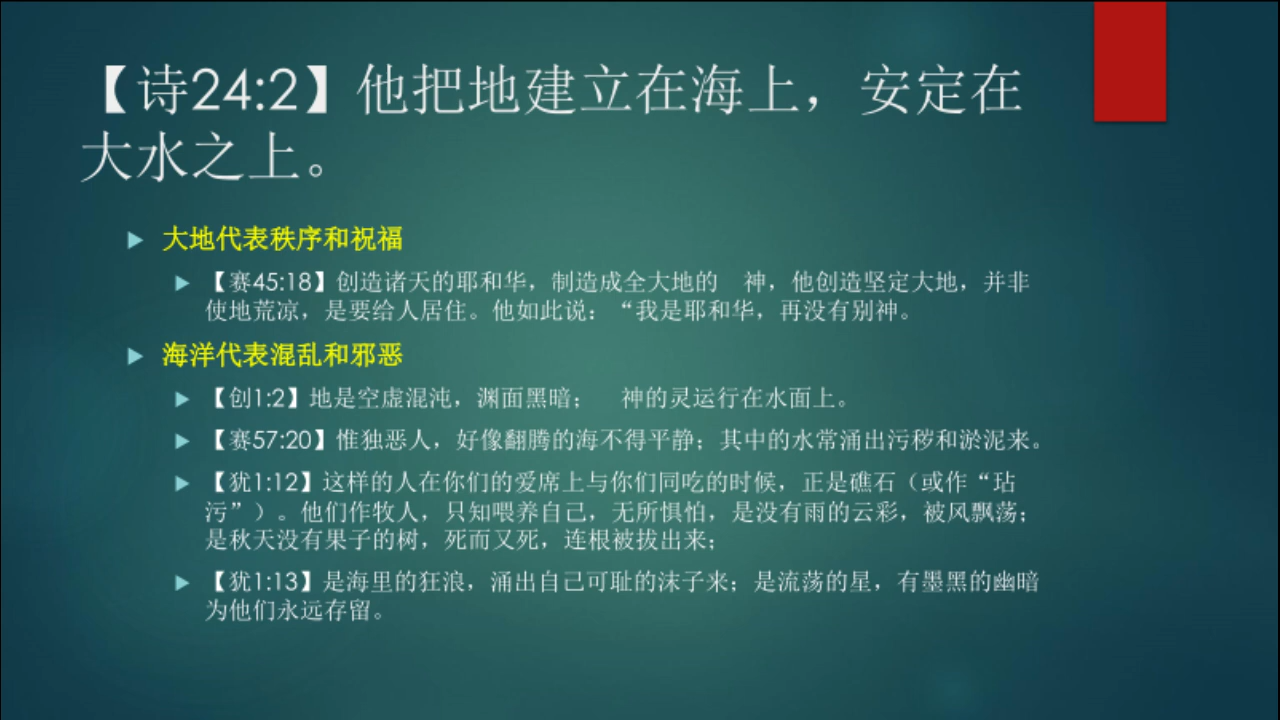 【诗24:2】他把地建立在海上，安定在
大水之上。
大地代表秩序和祝福
【赛45:18】创造诸天的耶和华，制造成全大地的　神，他创造坚定大地，并非
使地荒凉，是要给人居住。他如此说：“我是耶和华，再没有别神。
海洋代表混乱和邪恶
【创1:2】地是空虚混沌，渊面黑暗；　神的灵运行在水面上。
【赛57:20】惟独恶人，好像翻腾的海不得平静；其中的水常涌出污秽和淤泥来。
【犹1:12】这样的人在你们的爱席上与你们同吃的时候，正是礁石（或作“玷
污”）。他们作牧人，只知喂养自己，无所惧怕，是没有雨的云彩，被风飘荡；
是秋天没有果子的树，死而又死，连根被拔出来；
【犹1:13】是海里的狂浪，涌出自己可耻的沫子来；是流荡的星，有墨黑的幽暗
为他们永远存留。